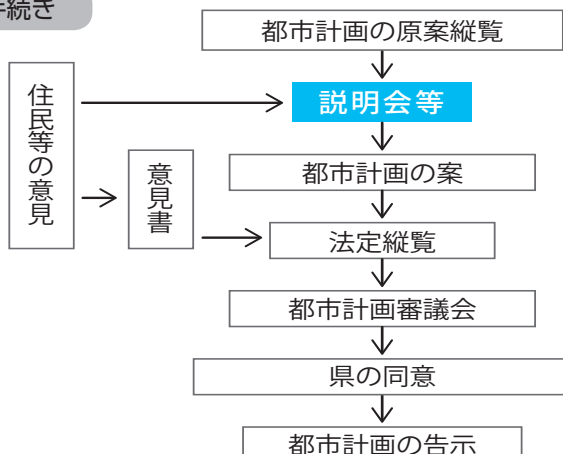 手続き
都市計画の原案縦覧
説明会等
住民等の意見
意見書
都市計画の案
法定縦覧
都市計画審議会
県の同意
都市計画の告示